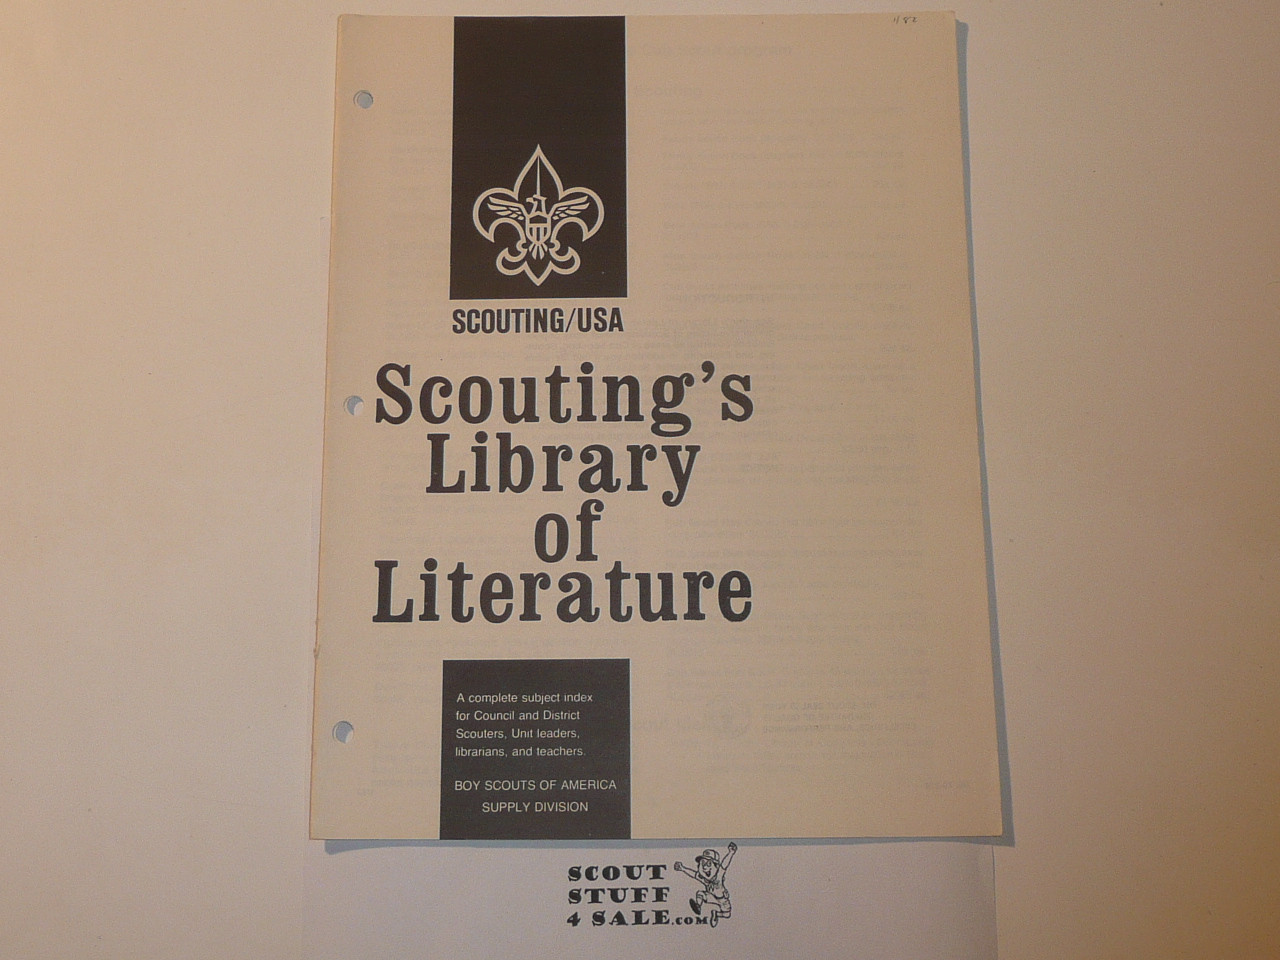 1/82
SCOUTING/USA
Scouting's
Library
of
Literature
A complete subject index
for Council and District
Scouters, Unit leaders,
librarians, and teachers.
BOY SCOUTS OF AMERICA
SUPPLY DIVISION
SCOUT
STUFF
4 SALE.COM